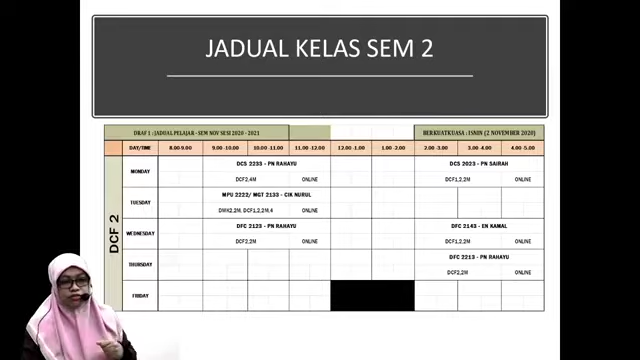 JADUAL KELAS SEM 2
DRAF 1 : JADUAL PELAJAR - SEM NOV SESI 2020 - 2021
BERKUATKUASA : ISNIN (2 NOVEMBER 2020)
DAY/TIME 8.00-9.00 9.00-10.00 10.00-11.00 11.00-12.00 12.00-1.00 1.00-2.00 2.00-3.00 3.00-4.00 4.00-5.00
DCF 2
MONDAY
DCS 2233 - PN RAHAYU
DCF2,4M ONLINE
DCS 2023 - PN SAIRAH
DCF1,2,2M ONLINE
TUESDAY
MPU 2222/ MGT 2133 - CIK NURUL
DMK2,2M, DCF1,2,2M,4 ONLINE
WEDNESDAY
DFC 2123 - PN RAHAYU
DCF2,2M ONLINE
DFC 2143 - EN KAMAL
DCF1,2,2M ONLINE
THURSDAY
DFC 2213 - PN RAHAYU
DCF2,2M ONLINE
FRIDAY